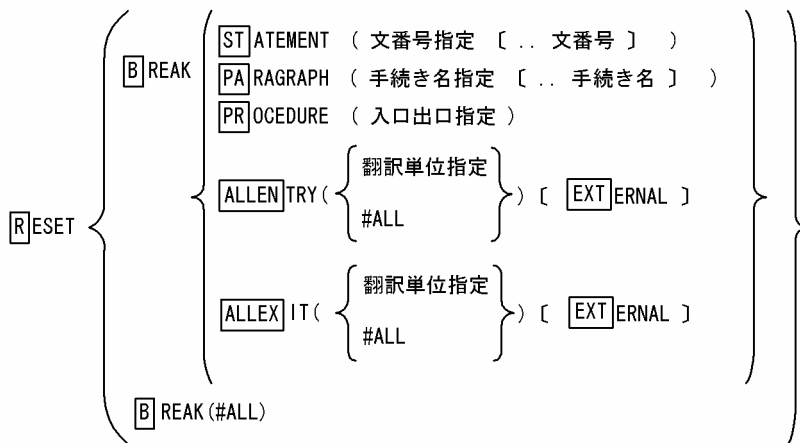 STATEMENT ( 文番号指定 〔 .. 文番号 〕 )
BREAK
PARAGRAPH ( 手続き名指定 〔 .. 手続き名 〕 )
PROCEDURE ( 入口出口指定 )
翻訳単位指定
ALLENTRY( ) 〔 EXTERNAL 〕
#ALL
RESET
翻訳単位指定
ALLEXIT( ) 〔 EXTERNAL 〕
#ALL
BREAK(#ALL)